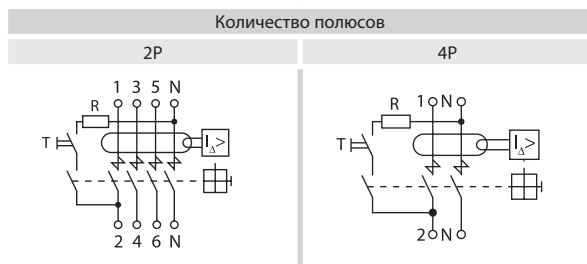 Количество полюсов
2P 4P
1 3 5 N
R
T
I Δ >
2 4 6 N
1 N
R
T
I Δ >
2 N